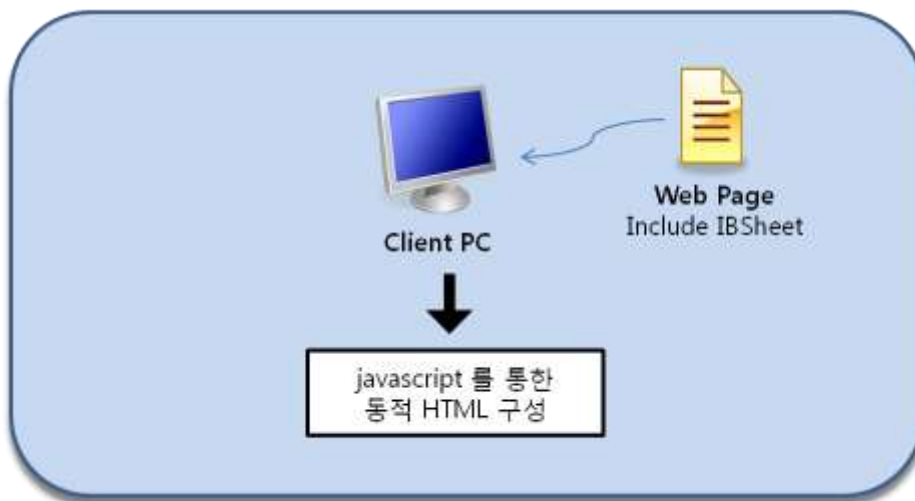 Web Page
Include IBSheet
Client PC
javascript 를 통한
동적 HTML 구성